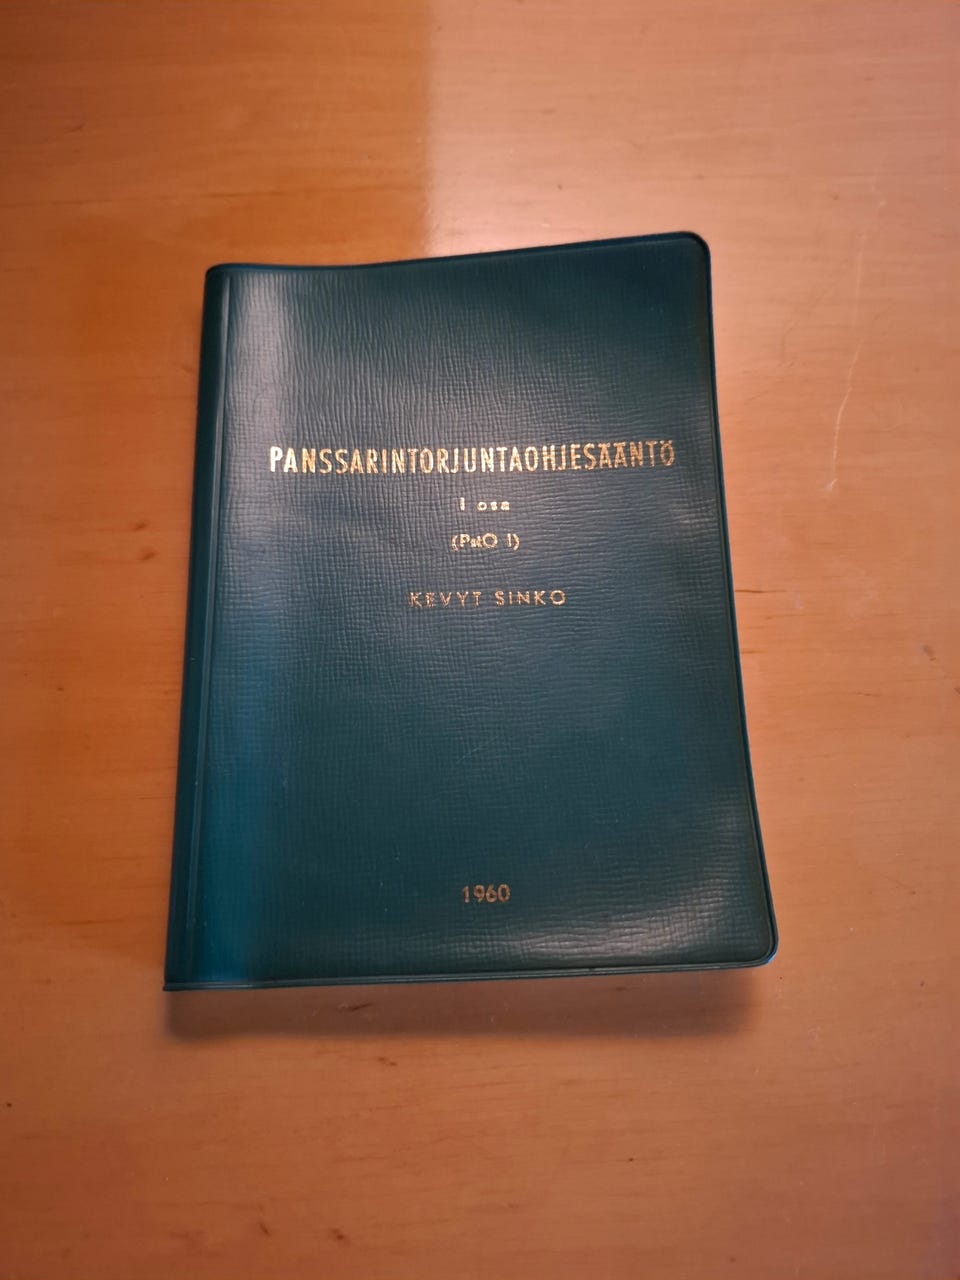 PANSSARINTORJUNTAOHJESÄÄNTÖ
I osa
(PstO I)
KEVYT SINKO
1960